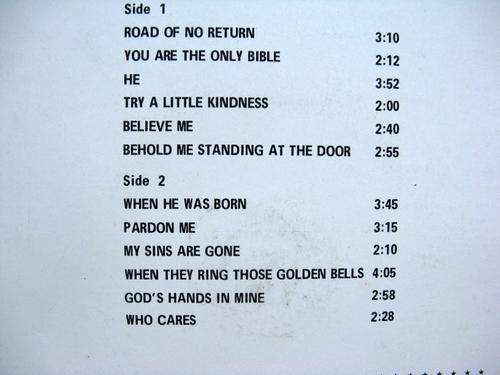 Side 1
ROAD OF NO RETURN 3:10
YOU ARE THE ONLY BIBLE 2:12
HE 3:52
TRY A LITTLE KINDNESS 2:00
BELIEVE ME 2:40
BEHOLD ME STANDING AT THE DOOR 2:55
Side 2
WHEN HE WAS BORN 3:45
PARDON ME 3:15
MY SINS ARE GONE 2:10
WHEN THEY RING THOSE GOLDEN BELLS 4:05
GOD'S HANDS IN MINE 2:58
WHO CARES 2:28